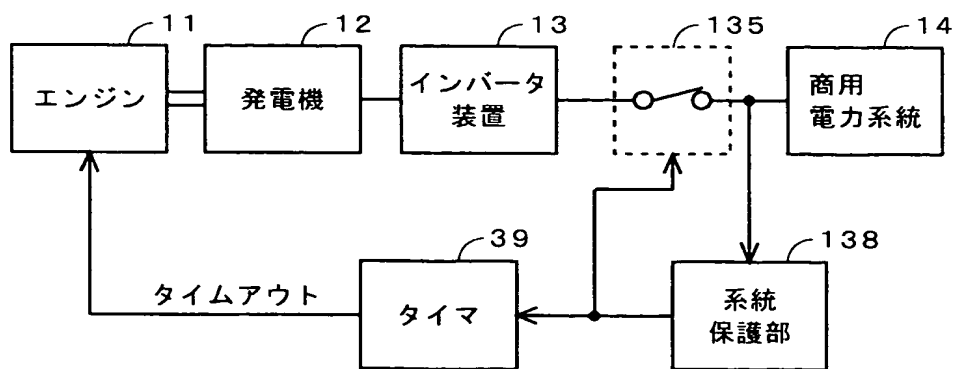 11
12
13
135
14
エンジン
発電機
インバータ
装置
商用
電力系統
39
138
タイムアウト
タイマ
系統
保護部